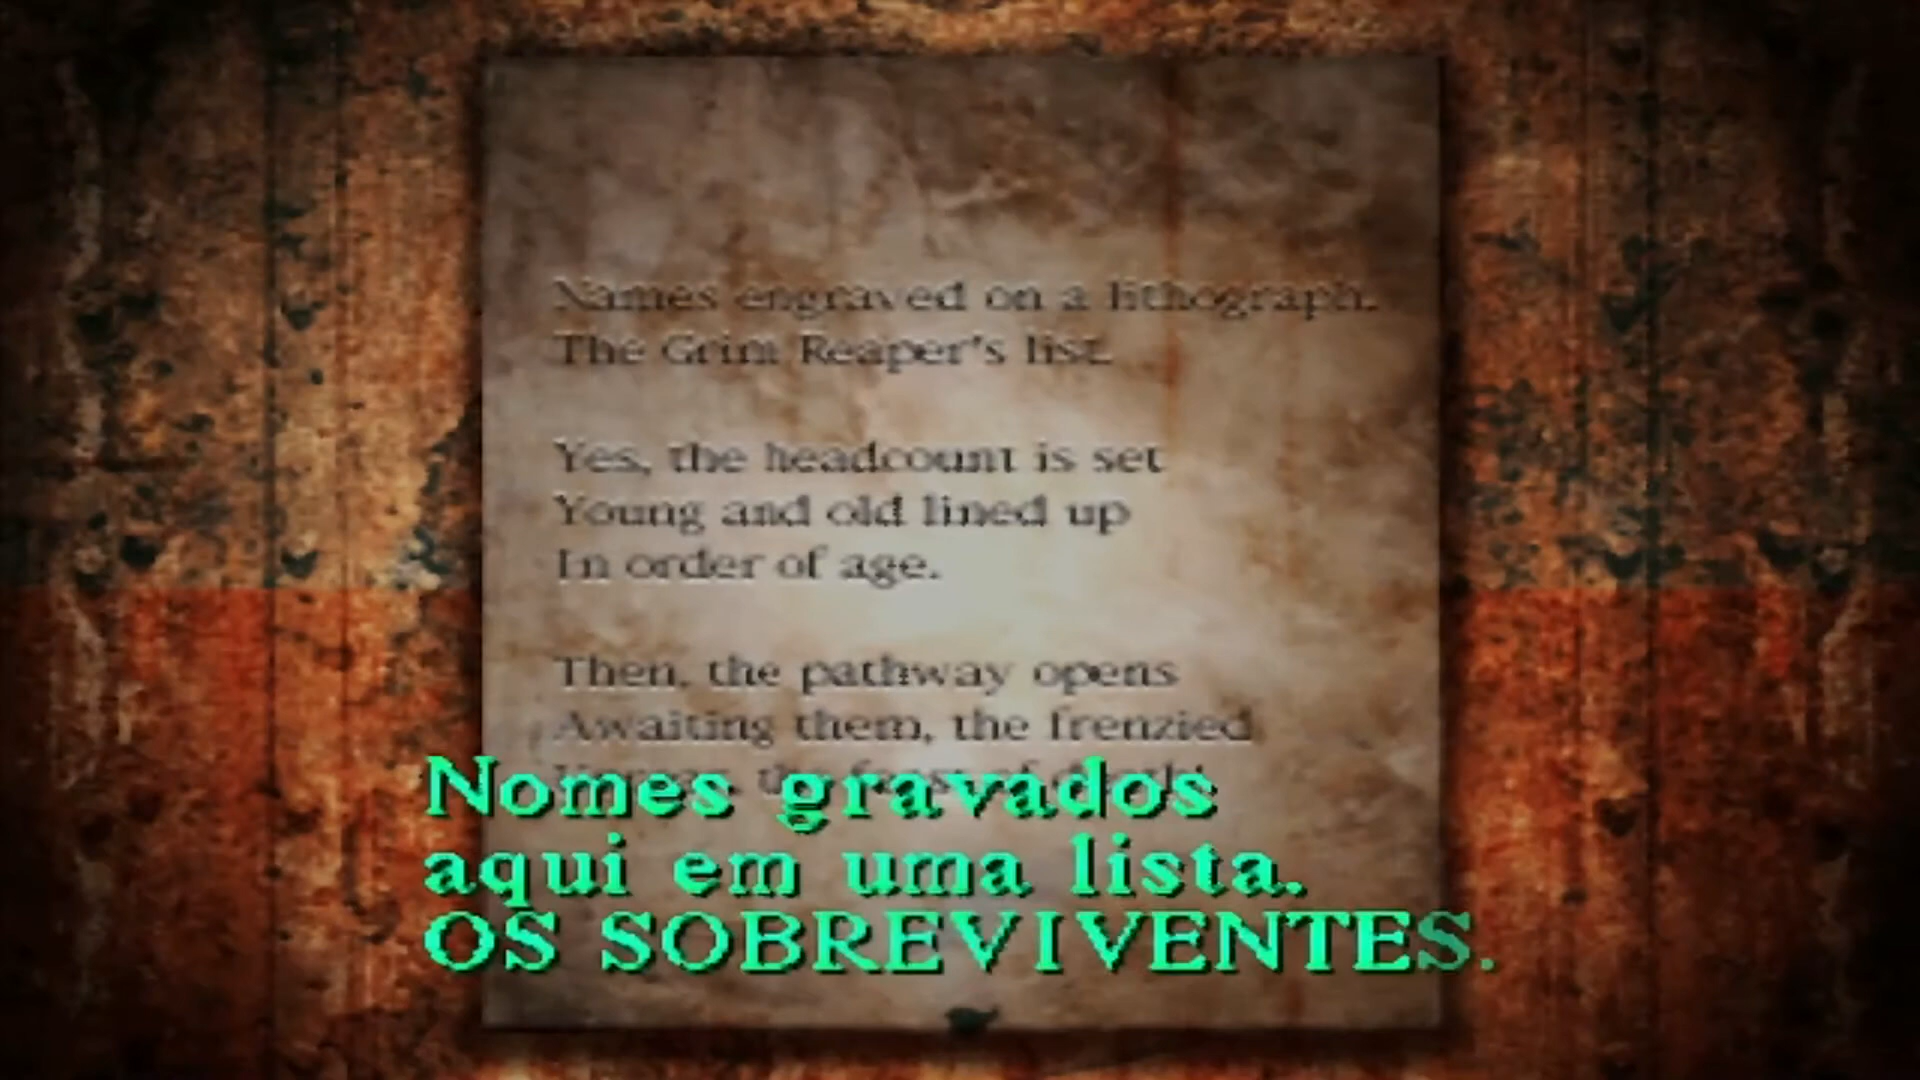 Names engraved on a lithograph.
The Grim Reaper's list.
Yes, the headcount is set
Young and old lined up
In order of age.
Then, the pathway opens
Awaiting them, the frenzied
Nomes gravados
aqui em uma lista.
OS SOBREVIVENTES.